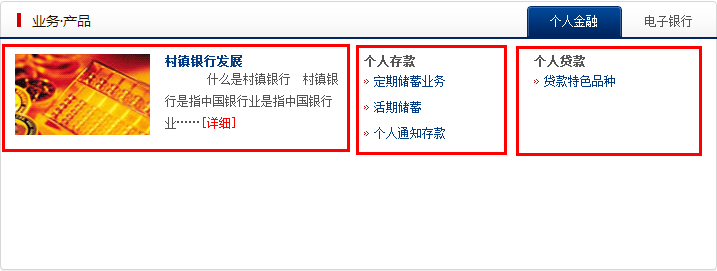 业务·产品
个人金融
电子银行
村镇银行发展
什么是村镇银行 村镇银
行是指中国银行业是指中国银行
业……[详细]
个人存款
定期储蓄业务
活期储蓄
个人通知存款
个人贷款
贷款特色品种